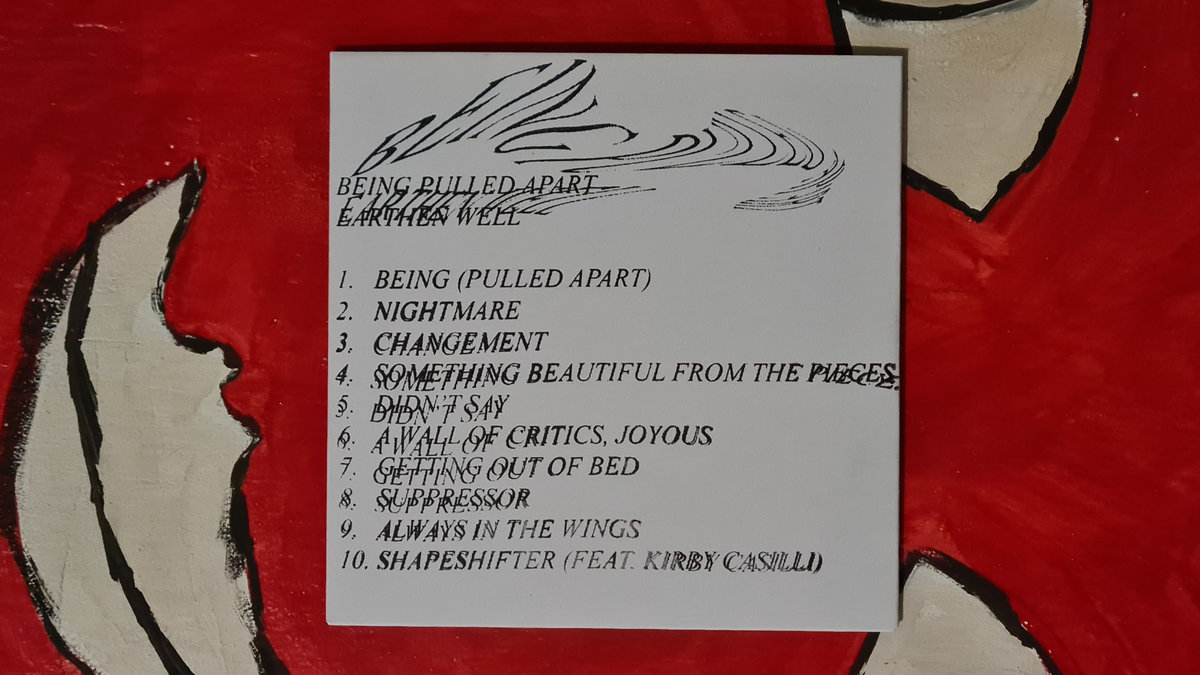 BEING
BEING PULLED APART
EARTHEN WELL
1. BEING (PULLED APART)
2. NIGHTMARE
3. CHANGEMENT
4. SOMETHING BEAUTIFUL FROM THE PIECES
5. DIDN'T SAY
6. A WALL OF CRITICS, JOYOUS
7. GETTING OUT OF BED
8. SUPPRESSOR
9. ALWAYS IN THE WINGS
10. SHAPESHIFTER (FEAT. KIRBY CASILLI)